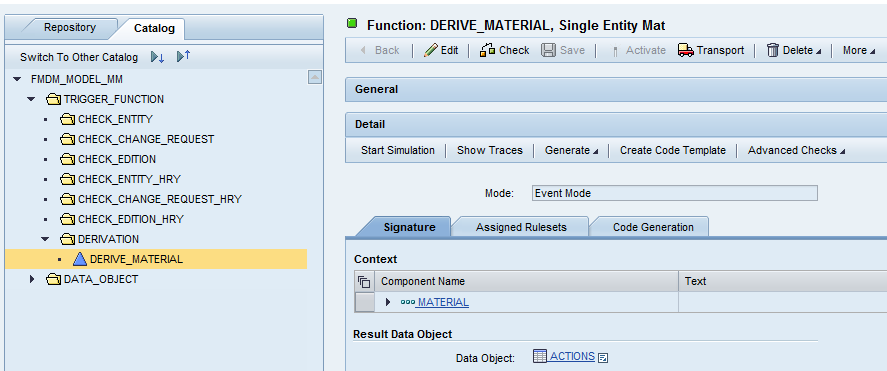 Repository Catalog
Switch To Other Catalog
FMDM_MODEL_MM
TRIGGER_FUNCTION
CHECK_ENTITY
CHECK_CHANGE_REQUEST
CHECK_EDITION
CHECK_ENTITY_HRY
CHECK_CHANGE_REQUEST_HRY
CHECK_EDITION_HRY
DERIVATION
DERIVE_MATERIAL
DATA_OBJECT
Function: DERIVE_MATERIAL, Single Entity Mat
Back Edit Check Save Activate Transport Delete More
General
Detail
Start Simulation Show Traces Generate Create Code Template Advanced Checks
Mode: Event Mode
Signature Assigned Rulesets Code Generation
Context
Component Name Text
MATERIAL
Result Data Object
Data Object: ACTIONS